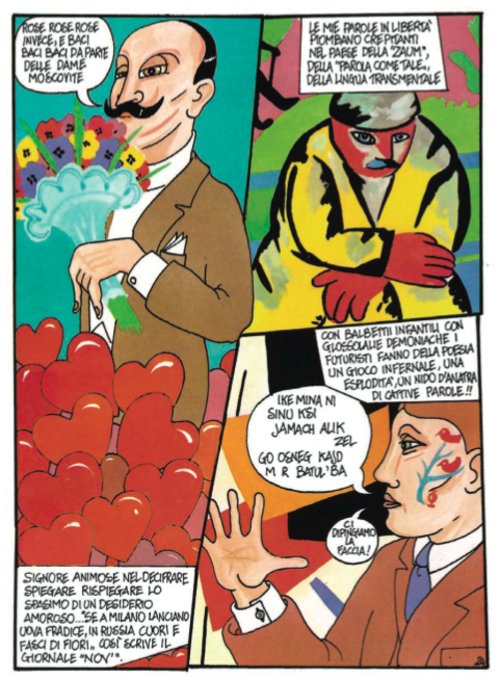 ROSE ROSE ROSE
INVECE, E BACI
BACI BACI DA PARTE
DELLE DAME
MOSCOVITE
SIGNORE ANIMOSE NEL DECIFRARE
SPIEGARE RISPIEGARE LO
SPASIMO DI UN DESIDERIO
AMOROSO... "SE A MILANO LANCIANO
UOVA FRADICE, IN RUSSIA CUORI E
FASCI DI FIORI„ COSÌ SCRIVE IL
GIORNALE "NOV'".
LE MIE PAROLE IN LIBERTÀ
PIOMBANO CREPITANTI
NEL PAESE DELLA "ZAUM",
DELLA "PAROLA COME TALE„,
DELLA LINGUA TRANSMENTALE
CON BALBETTII INFANTILI CON
GLOSSOLALIE DEMONIACHE I
FUTURISTI FANNO DELLA POESIA
UN GIOCO INFERNALE, UNA
ESPLODITÀ, UN NIDO D'ANATRA
DI CATTIVE PAROLE!!
IKE MINA NI
SINU KSI
JAMACH ALIK
ZEL
GO OSNEG KAID
M R BATUL'BA
CI
DIPINGIAMO
LA
FACCIA!